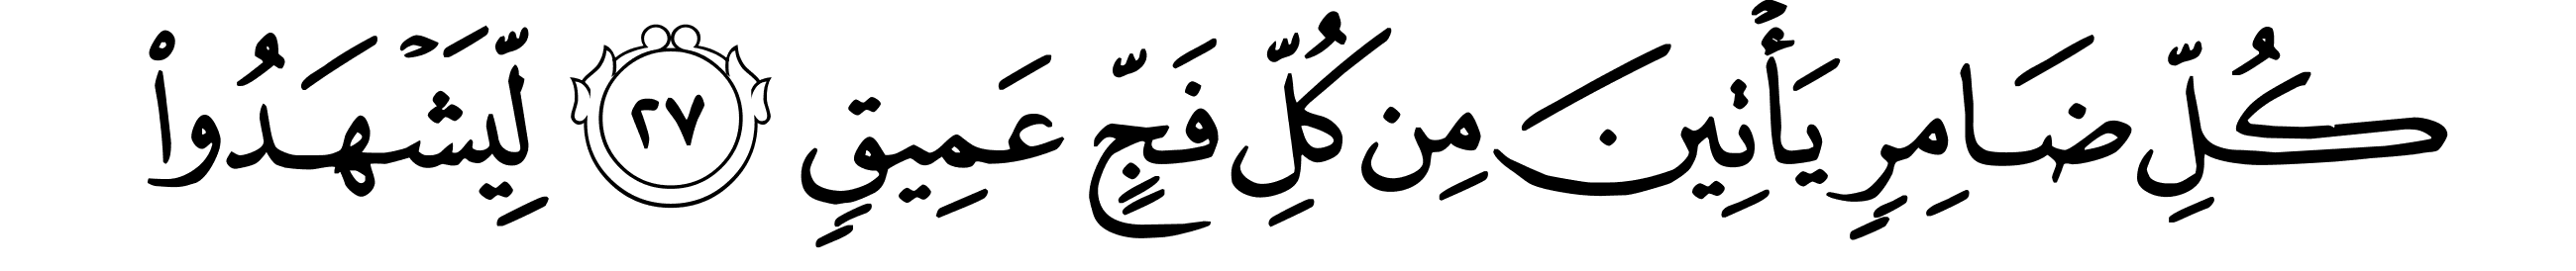 كُلِّ ضَامِرٍ يَأْتِينَ مِن كُلِّ فَجٍّ عَمِيقٍ ٢٧ لِّيَشْهَدُواْ